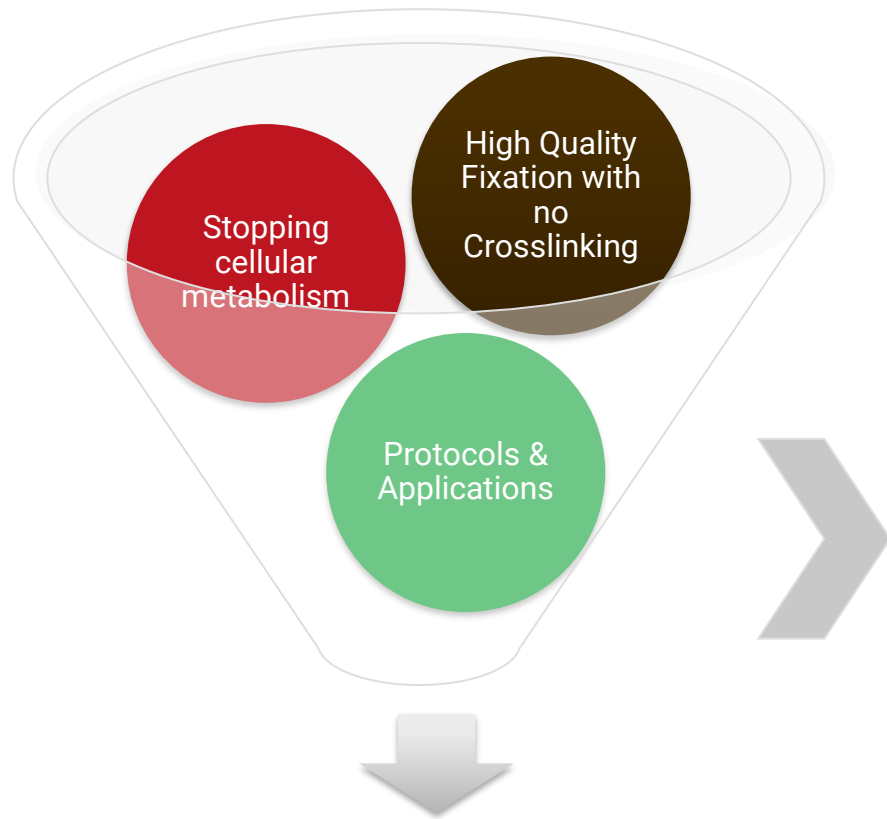 High Quality
Fixation with
no
Crosslinking
Stopping
cellular
metabolism
Protocols &
Applications